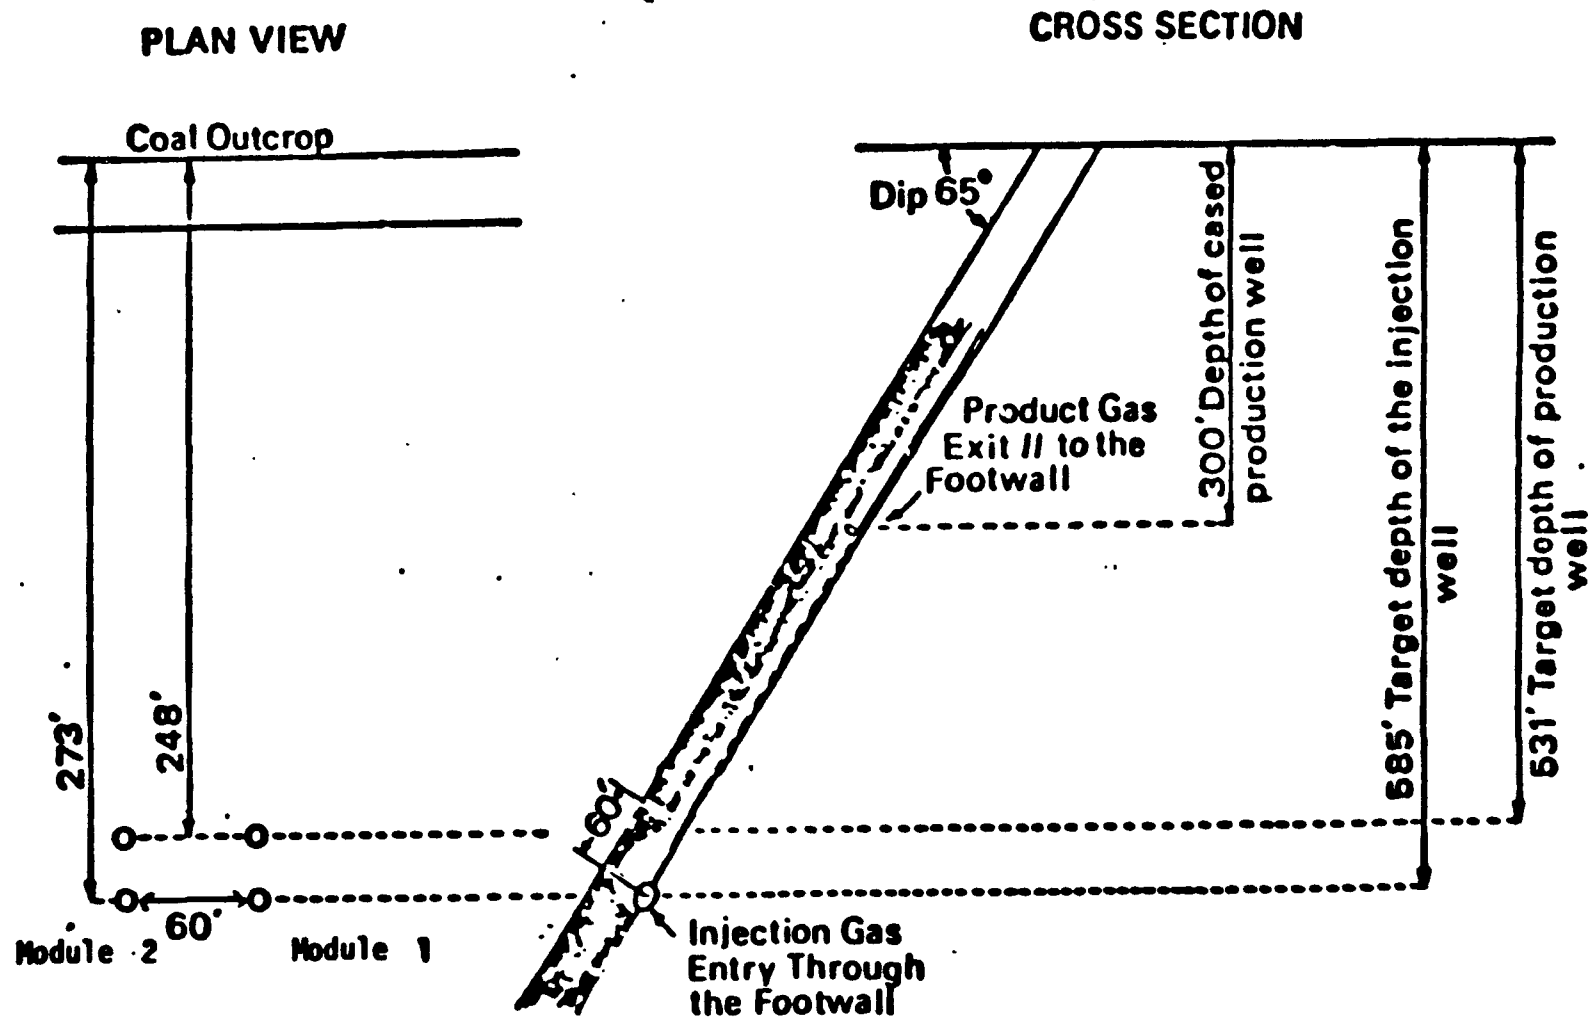 PLAN VIEW
CROSS SECTION
Coal Outcrop
Dip 65°
300' Depth of cased
production well
585' Target depth of the injection
well
531' Target dopth of production
well
Product Gas
Exit // to the
Footwall
273'
248'
60'
60'
Module 2
Module 1
Injection Gas
Entry Through
the Footwall